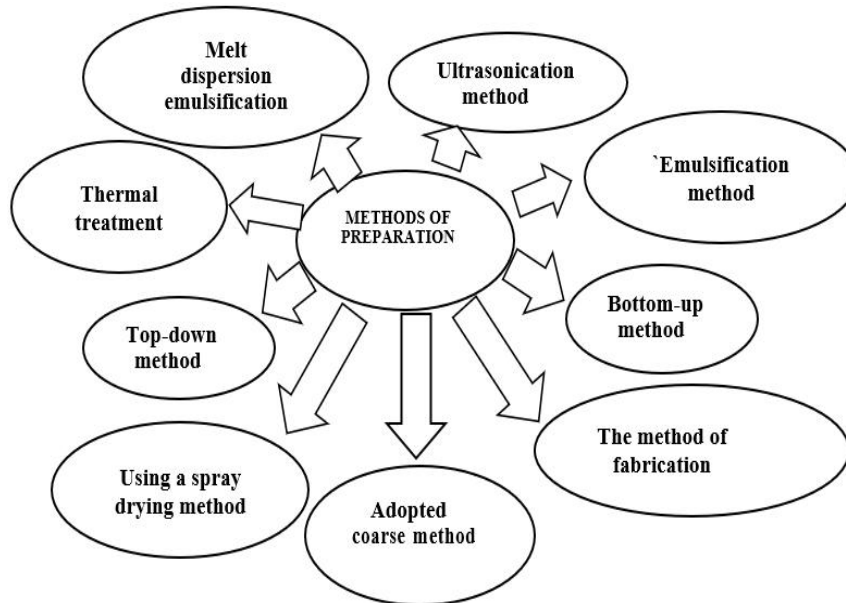 Melt
dispersion
emulsification
Ultrasonication
method
`Emulsification
method
Thermal
treatment
METHODS OF
PREPARATION
Bottom-up
method
Top-down
method
The method of
fabrication
Using a spray
drying method
Adopted
coarse method